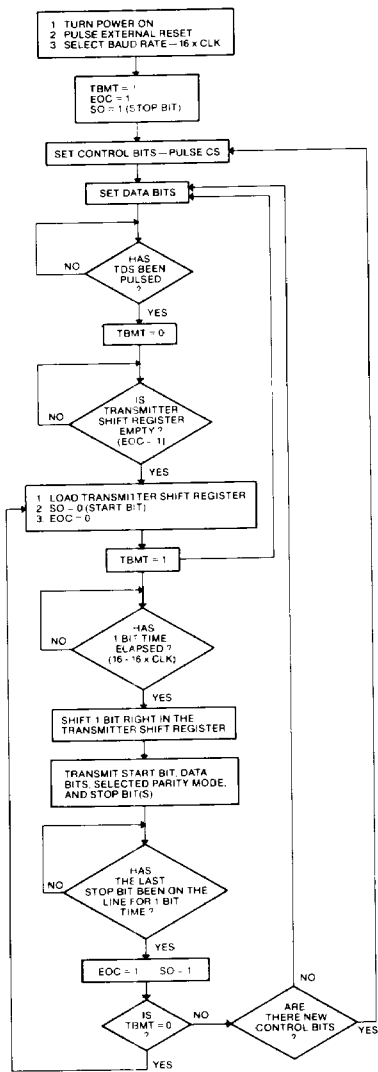 1 TURN POWER ON
2 PULSE EXTERNAL RESET
3 SELECT BAUD RATE — 16 x CLK
TBMT = 1
EOC = 1
SO = 1 (STOP BIT)
SET CONTROL BITS — PULSE CS
SET DATA BITS
HAS
TDS BEEN
PULSED
?
NO
YES
TBMT = 0
IS
TRANSMITTER
SHIFT REGISTER
EMPTY ?
(EOC - 1)
NO
YES
1 LOAD TRANSMITTER SHIFT REGISTER
2 SO - 0 (START BIT)
3. EOC = 0
TBMT = 1
HAS
1 BIT TIME
ELAPSED ?
(16 - 16 x CLK)
NO
YES
SHIFT 1 BIT RIGHT IN THE
TRANSMITTER SHIFT REGISTER
TRANSMIT START BIT, DATA
BITS, SELECTED PARITY MODE,
AND STOP BIT(S)
HAS
THE LAST
STOP BIT BEEN ON THE
LINE FOR 1 BIT
TIME ?
NO
YES
EOC = 1 SO - 1
IS
TBMT = 0
?
NO
YES
ARE
THERE NEW
CONTROL BITS
?
NO
YES